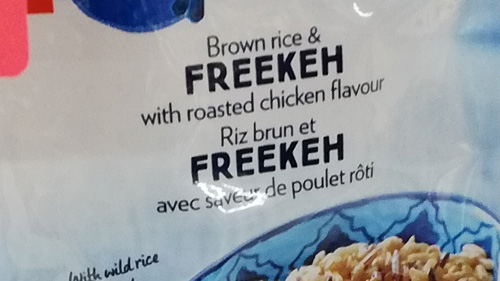 Brown rice &
FREEKEH
with roasted chicken flavour
Riz brun et
FREEKEH
avec saveur de poulet rôti
With wild rice